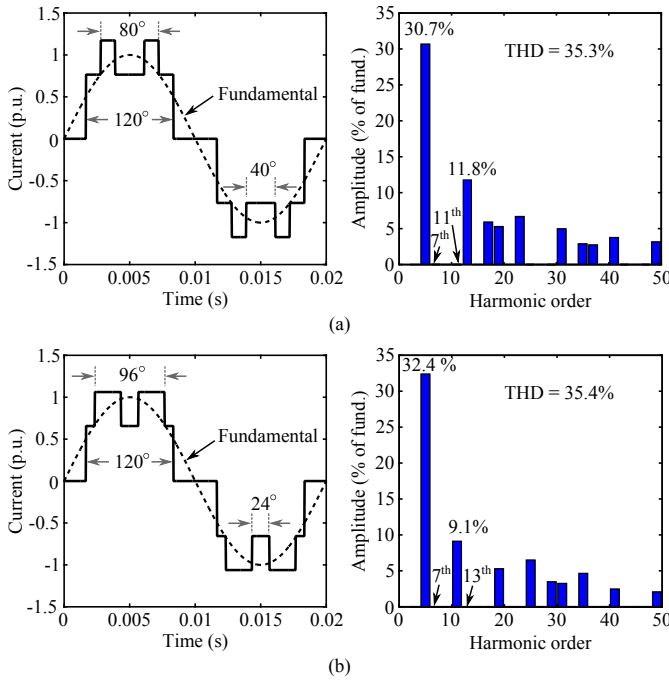 80°
Fundamental
120°
40°
1.5
1
0.5
0
-0.5
-1
-1.5
Current (p.u.)
0 0.005 0.01 0.015 0.02
Time (s)
30.7%
THD = 35.3%
11.8%
11th
7th
35
30
25
20
15
10
5
0
Amplitude (% of fund.)
0 10 20 30 40 50
Harmonic order
(a)
96°
Fundamental
120°
24°
1.5
1
0.5
0
-0.5
-1
-1.5
Current (p.u.)
0 0.005 0.01 0.015 0.02
Time (s)
32.4 %
THD = 35.4%
9.1%
7th
13th
35
30
25
20
15
10
5
0
Amplitude (% of fund.)
0 10 20 30 40 50
Harmonic order
(b)